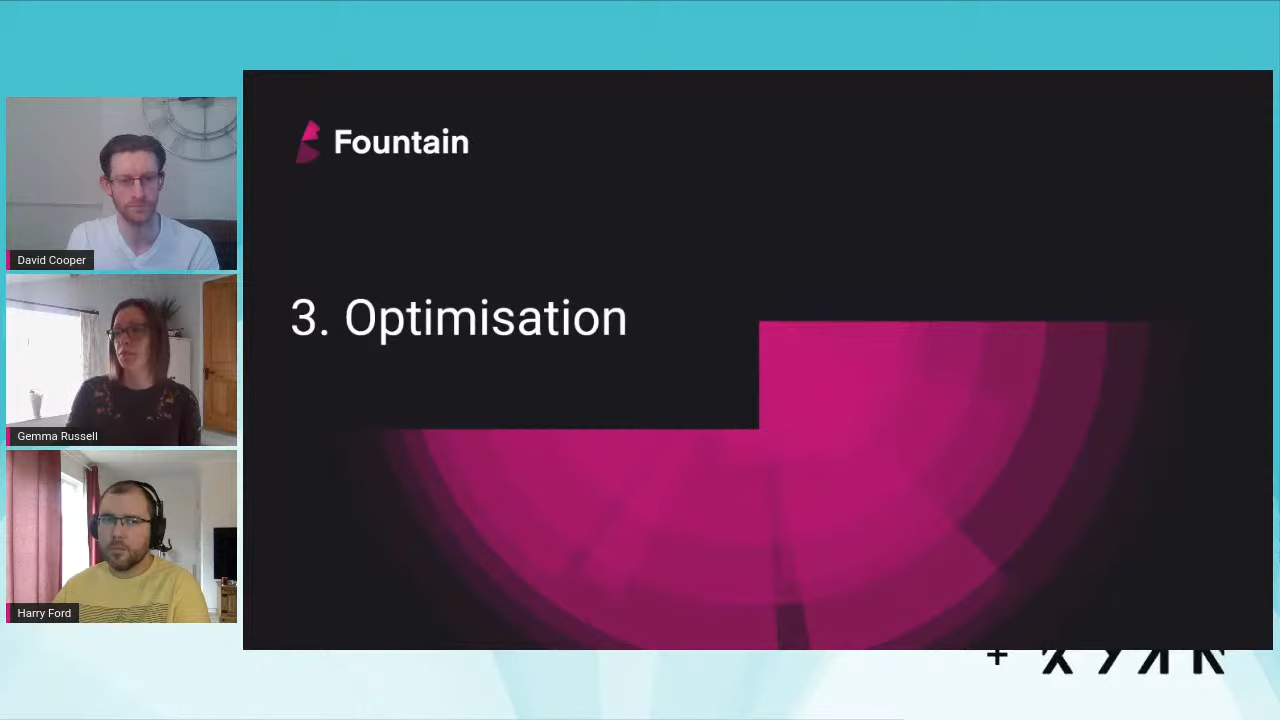 Fountain
3. Optimisation
David Cooper
Gemma Russell
Harry Ford
+